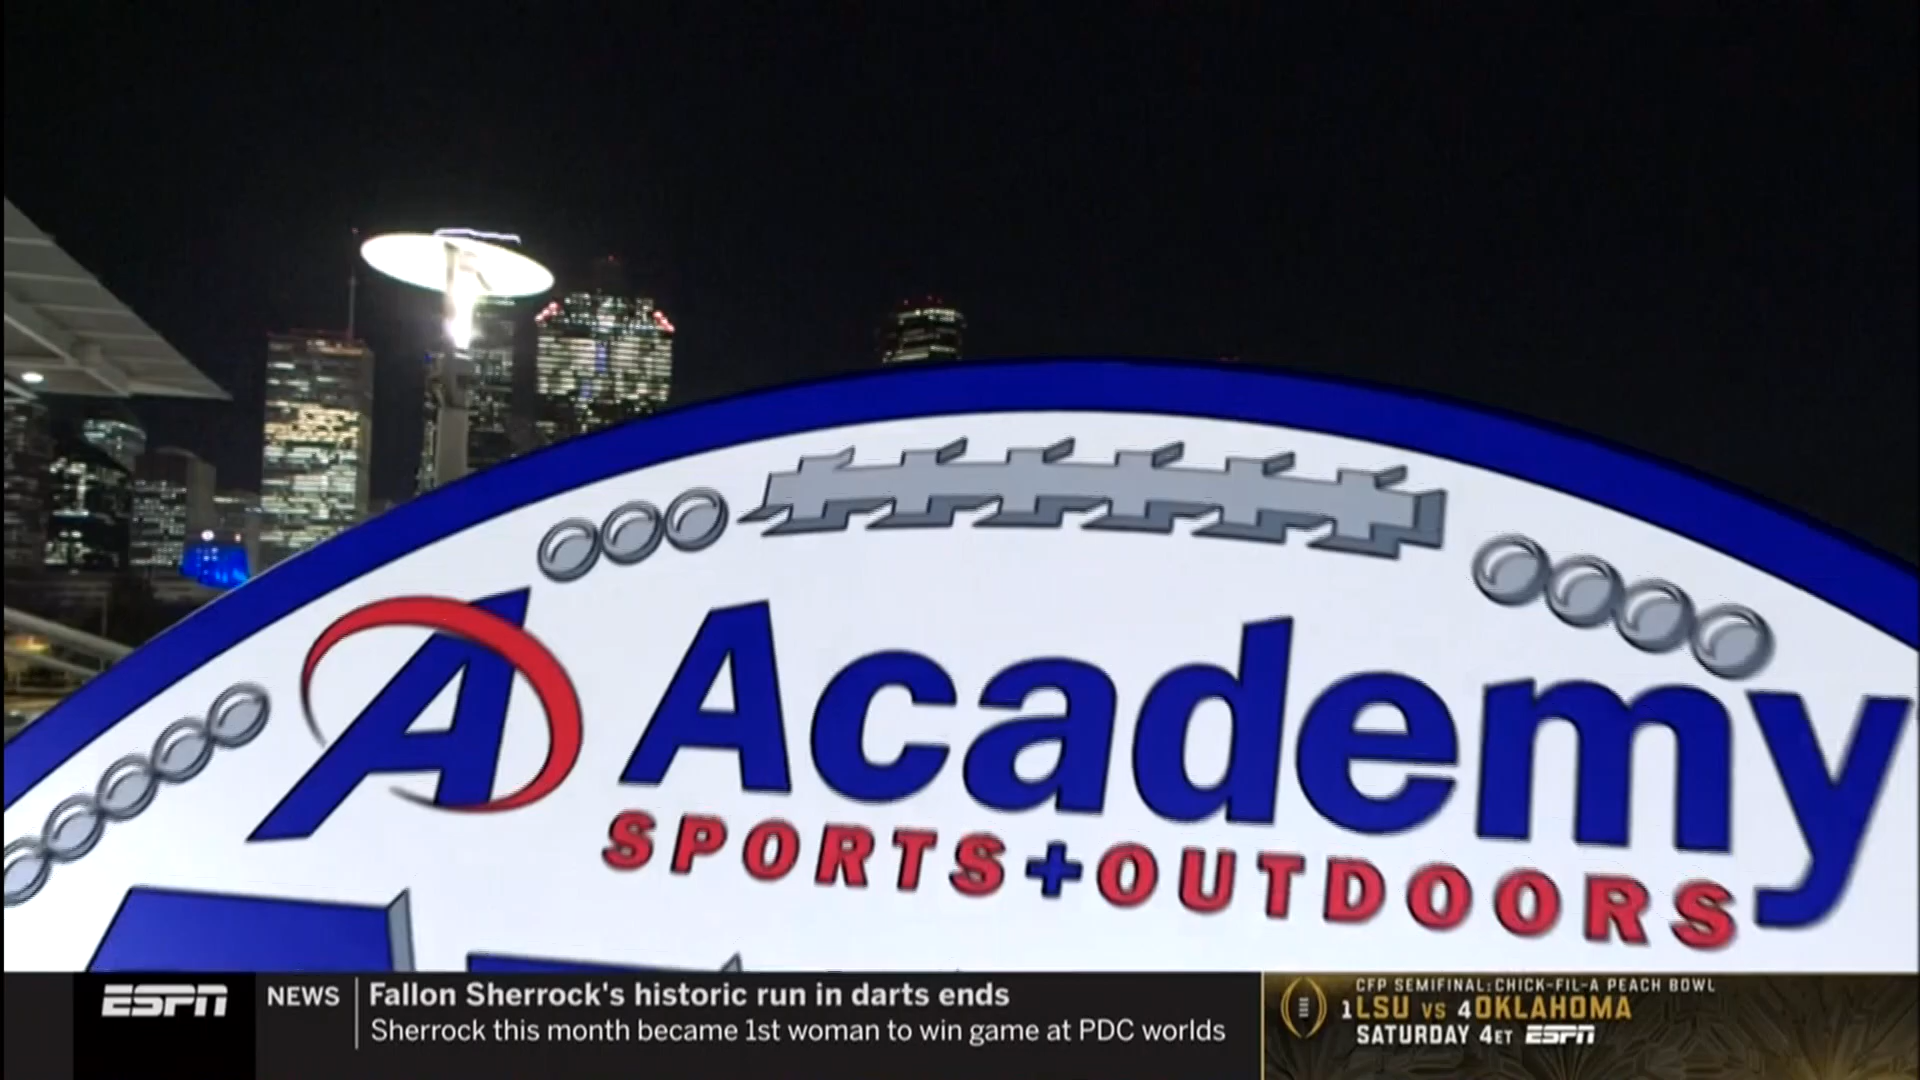 A Academy
SPORTS+OUTDOORS
ESPN
NEWS
Fallon Sherrock's historic run in darts ends
Sherrock this month became 1st woman to win game at PDC worlds
CFP SEMIFINAL: CHICK-FIL-A PEACH BOWL
1 LSU VS 4 OKLAHOMA
SATURDAY 4ET ESPN